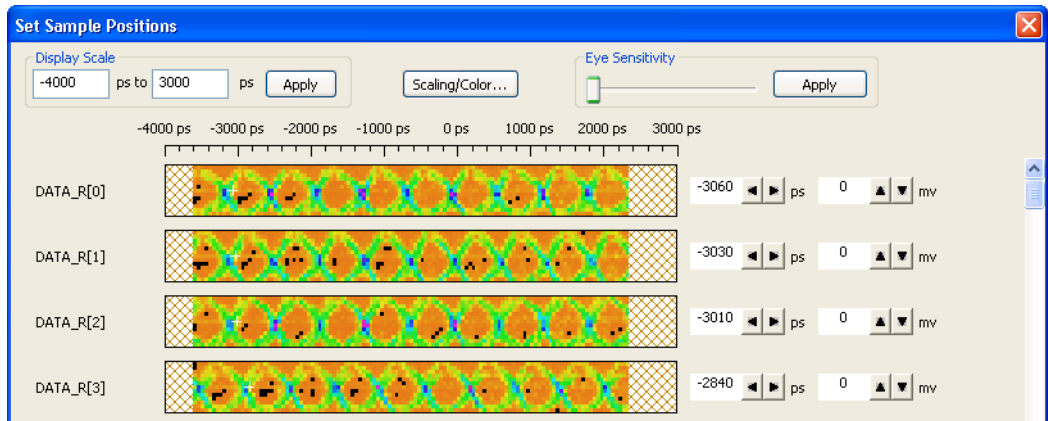 Set Sample Positions
Display Scale
-4000 ps to 3000 ps Apply
Scaling/Color...
Eye Sensitivity
Apply
-4000 ps -3000 ps -2000 ps -1000 ps 0 ps 1000 ps 2000 ps 3000 ps
DATA_R[0] -3060 ps 0 mv
DATA_R[1] -3030 ps 0 mv
DATA_R[2] -3010 ps 0 mv
DATA_R[3] -2840 ps 0 mv